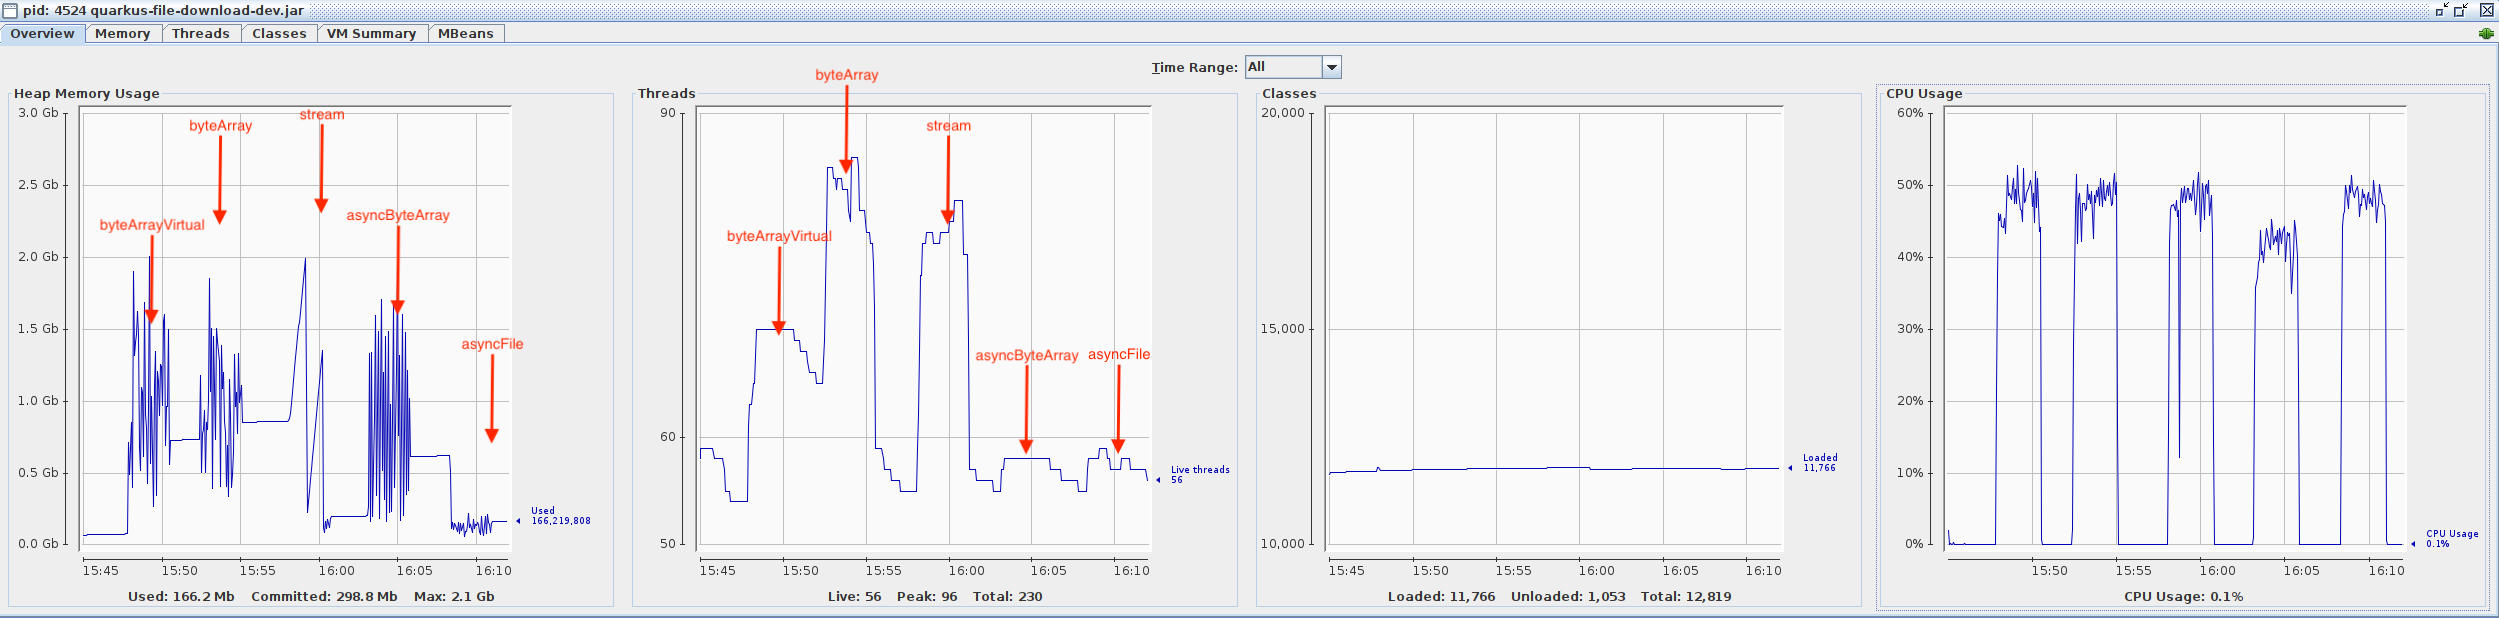 pid: 4524 quarkus-file-download-dev.jar
Overview Memory Threads Classes VM Summary MBeans
Time Range: All
Heap Memory Usage
3.0 Gb
2.5 Gb
2.0 Gb
1.5 Gb
1.0 Gb
0.5 Gb
0.0 Gb
byteArrayVirtual
byteArray
stream
asyncByteArray
asyncFile
Used
166,219,808
15:45 15:50 15:55 16:00 16:05 16:10
Used: 166.2 Mb Committed: 298.8 Mb Max: 2.1 Gb
Threads
90
60
50
byteArrayVirtual
byteArray
stream
asyncByteArray
asyncFile
Live threads
56
15:45 15:50 15:55 16:00 16:05 16:10
Live: 56 Peak: 96 Total: 230
Classes
20,000
15,000
10,000
Loaded
11,766
15:45 15:50 15:55 16:00 16:05 16:10
Loaded: 11,766 Unloaded: 1,053 Total: 12,819
CPU Usage
60%
50%
40%
30%
20%
10%
0%
CPU Usage
0.1%
15:50 15:55 16:00 16:05 16:10
CPU Usage: 0.1%